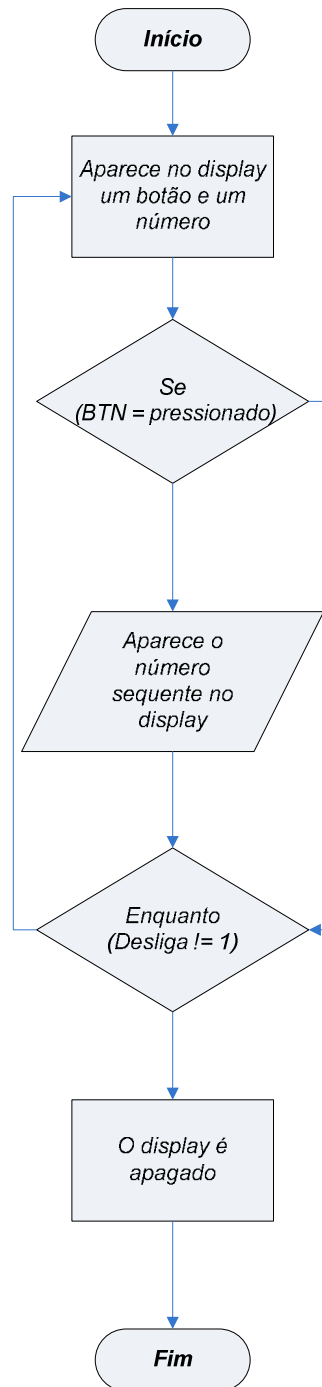 Início
Aparece no display
um botão e um
número
Se
(BTN = pressionado)
Aparece o
número
sequente no
display
Enquanto
(Desliga != 1)
O display é
apagado
Fim